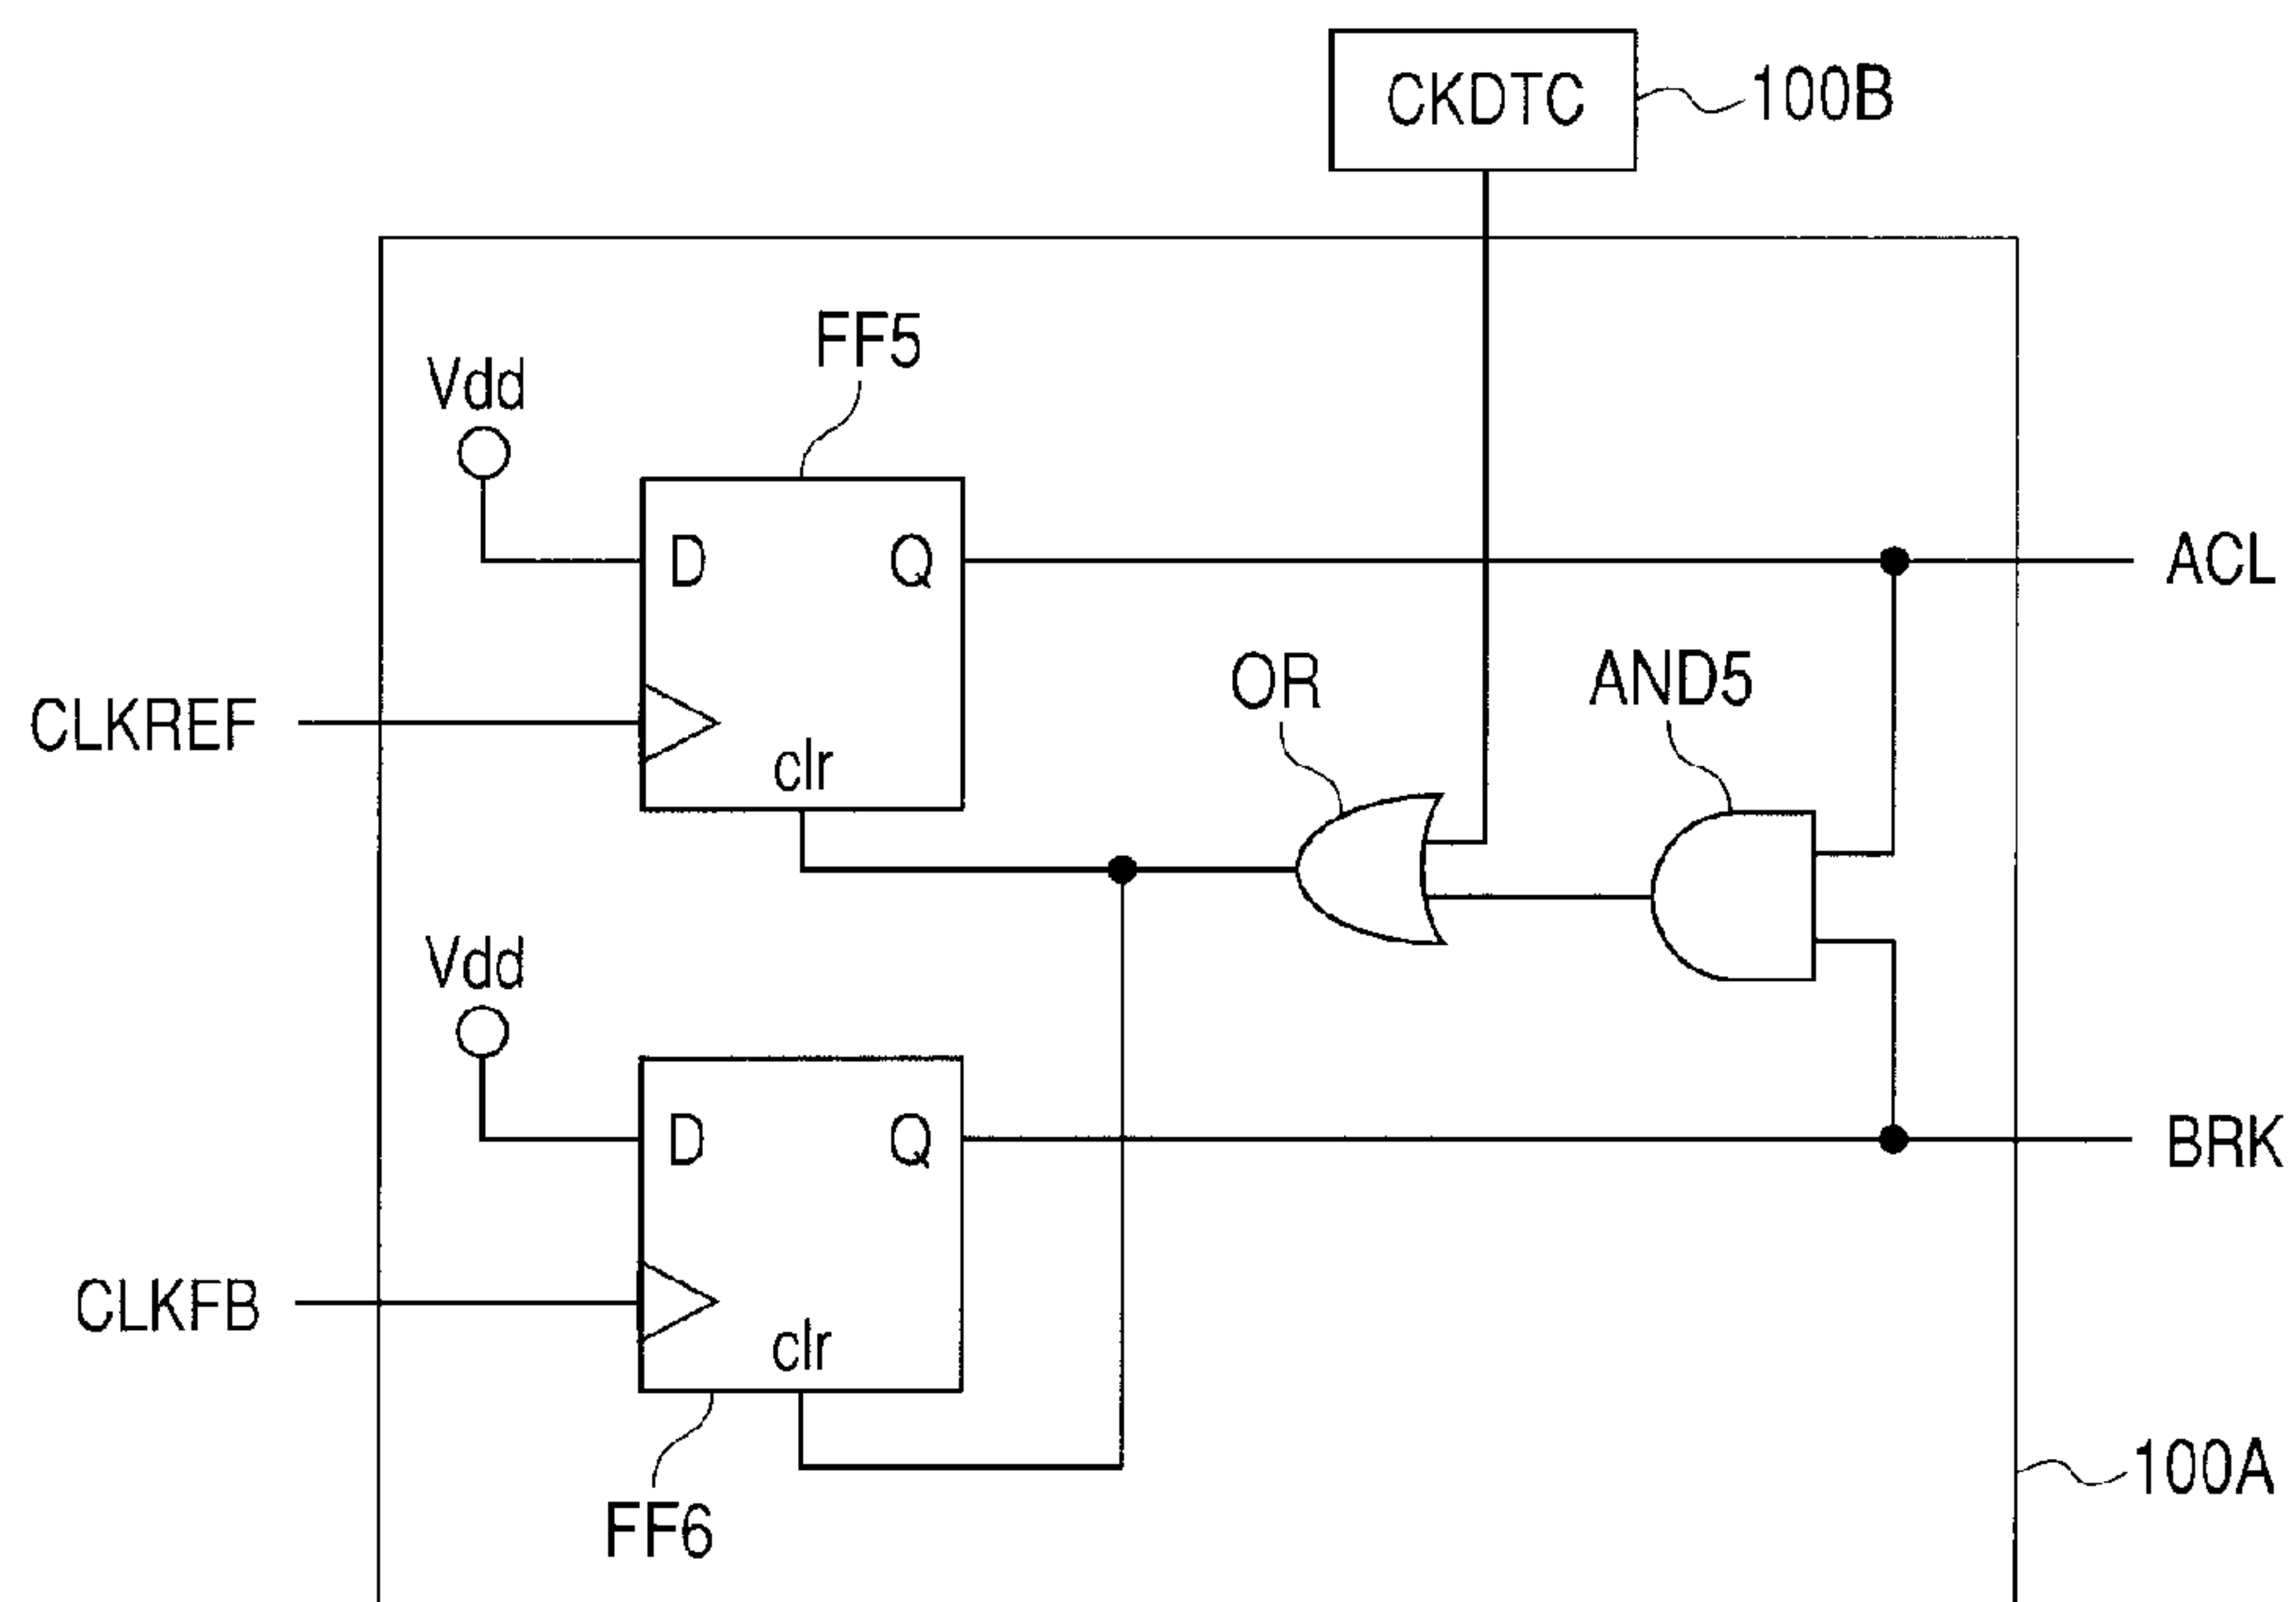 CKDTC
100B
FF5
Vdd
D
Q
ACL
CLKREF
clr
OR
AND5
Vdd
D
Q
BRK
CLKFB
clr
100A
FF6